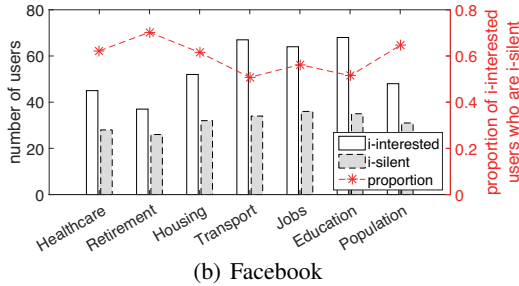 80
60
40
20
0
number of users
0.8
0.6
0.4
0.2
0
proportion of i-interested
users who are i-silent
i-interested
i-silent
proportion
Healthcare
Retirement
Housing
Transport
Jobs
Education
Population
(b) Facebook